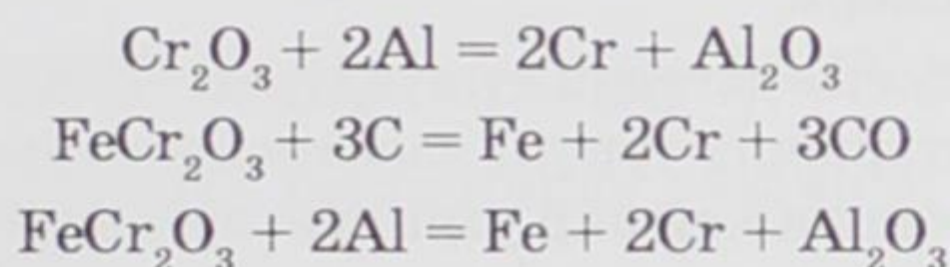 Cr₂O₃ + 2Al = 2Cr + Al₂O₃
FeCr₂O₃ + 3C = Fe + 2Cr + 3CO
FeCr₂O₃ + 2Al = Fe + 2Cr + Al₂O₃